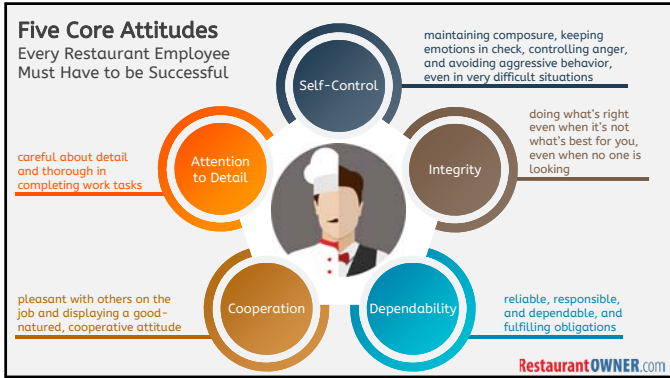 Five Core Attitudes
Every Restaurant Employee
Must Have to be Successful
Self-Control
maintaining composure, keeping
emotions in check, controlling anger,
and avoiding aggressive behavior,
even in very difficult situations
Integrity
doing what's right
even when it's not
what's best for you,
even when no one is
looking
Dependability
reliable, responsible,
and dependable, and
fulfilling obligations
Cooperation
pleasant with others on the
job and displaying a good-
natured, cooperative attitude
Attention
to Detail
careful about detail
and thorough in
completing work tasks
RestaurantOWNER.com